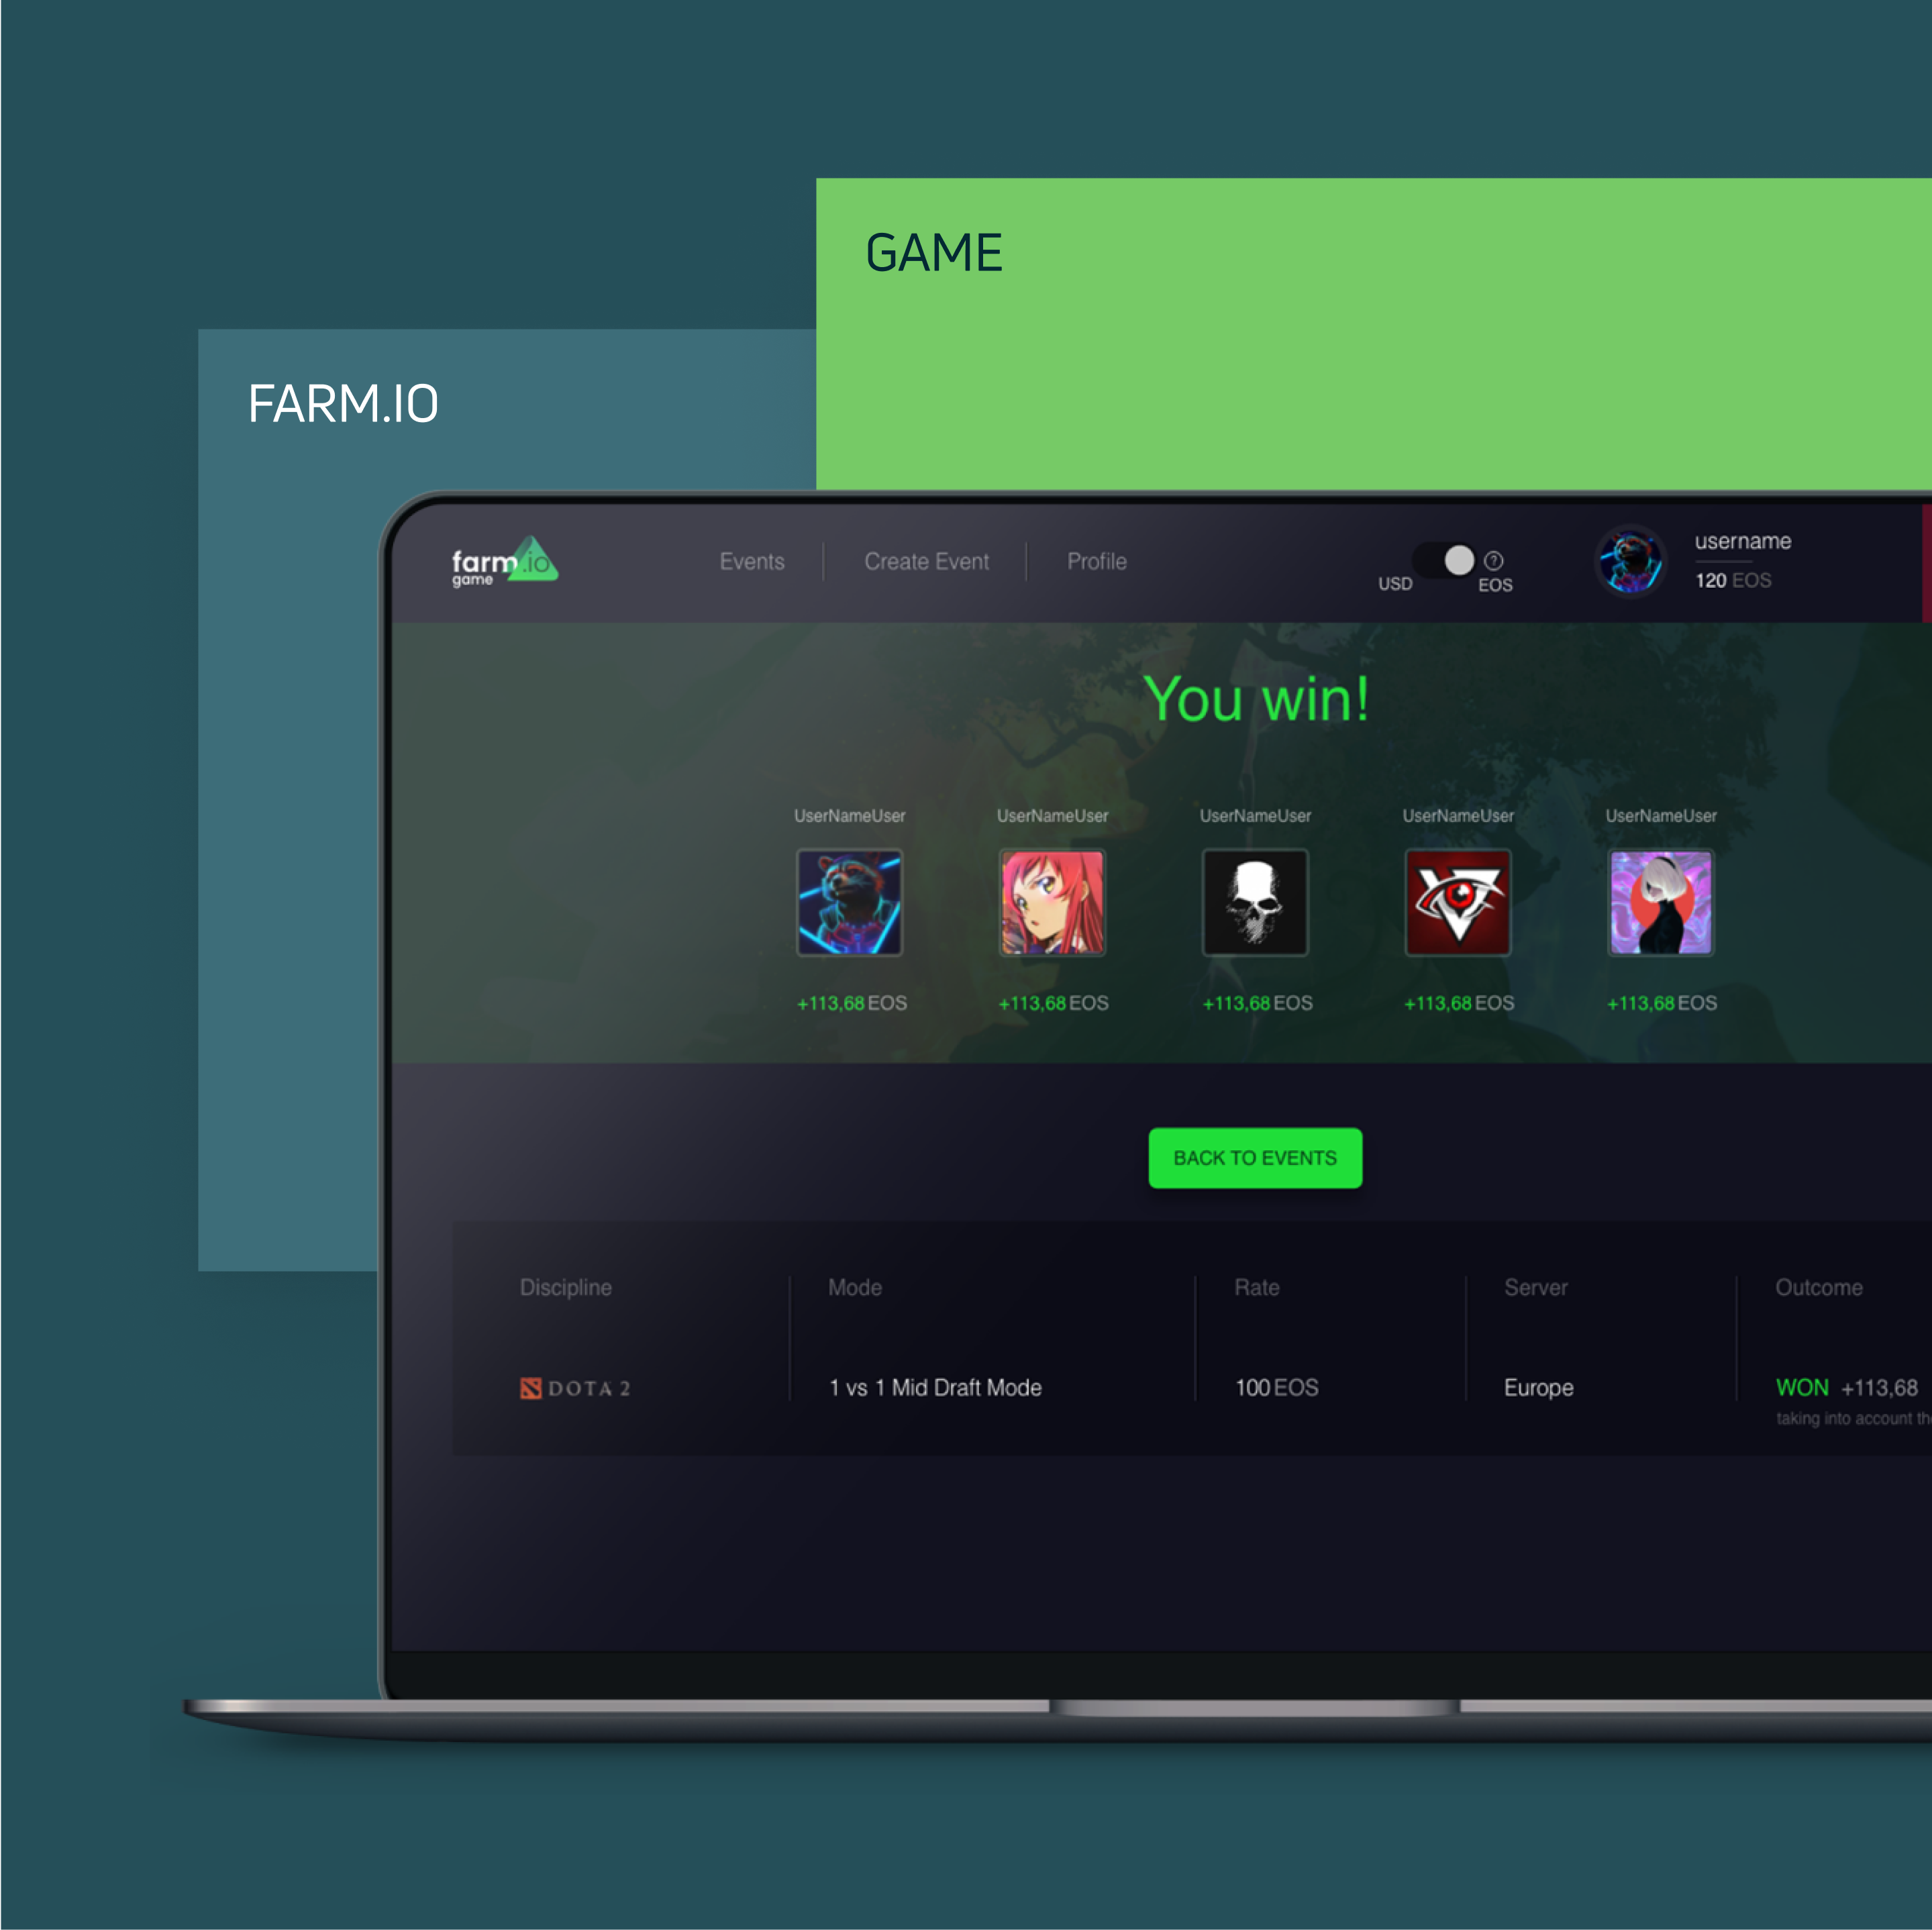 GAME
FARM.IO
farm.io
game
Events
Create Event
Profile
USD
?
EOS
username
120 EOS
You win!
UserNameUser
UserNameUser
UserNameUser
UserNameUser
UserNameUser
+113,68 EOS
+113,68 EOS
+113,68 EOS
+113,68 EOS
+113,68 EOS
BACK TO EVENTS
Discipline
Mode
Rate
Server
Outcome
DOTA 2
1 vs 1 Mid Draft Mode
100 EOS
Europe
WON +113,68
taking into account